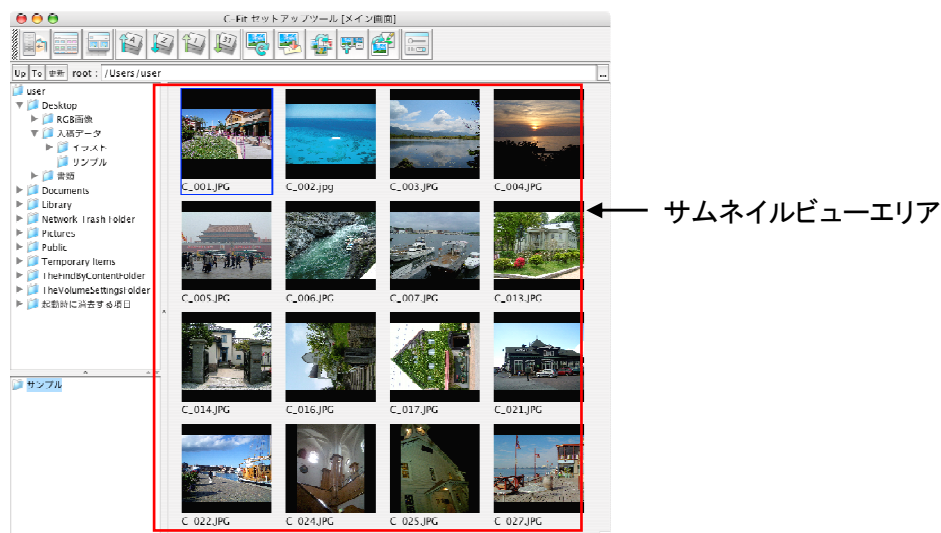 C-Fit セットアップツール [メイン画面]
Up To 更新 root : /Users/user ...
user
Desktop
RGB画像
入稿データ
イラスト
サンプル
書類
Documents
Library
Network Trash Folder
Pictures
Public
Temporary Items
TheFindByContentFolder
TheVolumeSettingsFolder
起動時に消去する項目
サンプル
C_001.JPG C_002.jpg C_003.JPG C_004.JPG
C_005.JPG C_006.JPG C_007.JPG C_013.JPG
C_014.JPG C_016.JPG C_017.JPG C_021.JPG
C_022.JPG C_024.JPG C_025.JPG C_027.JPG
サムネイルビューエリア